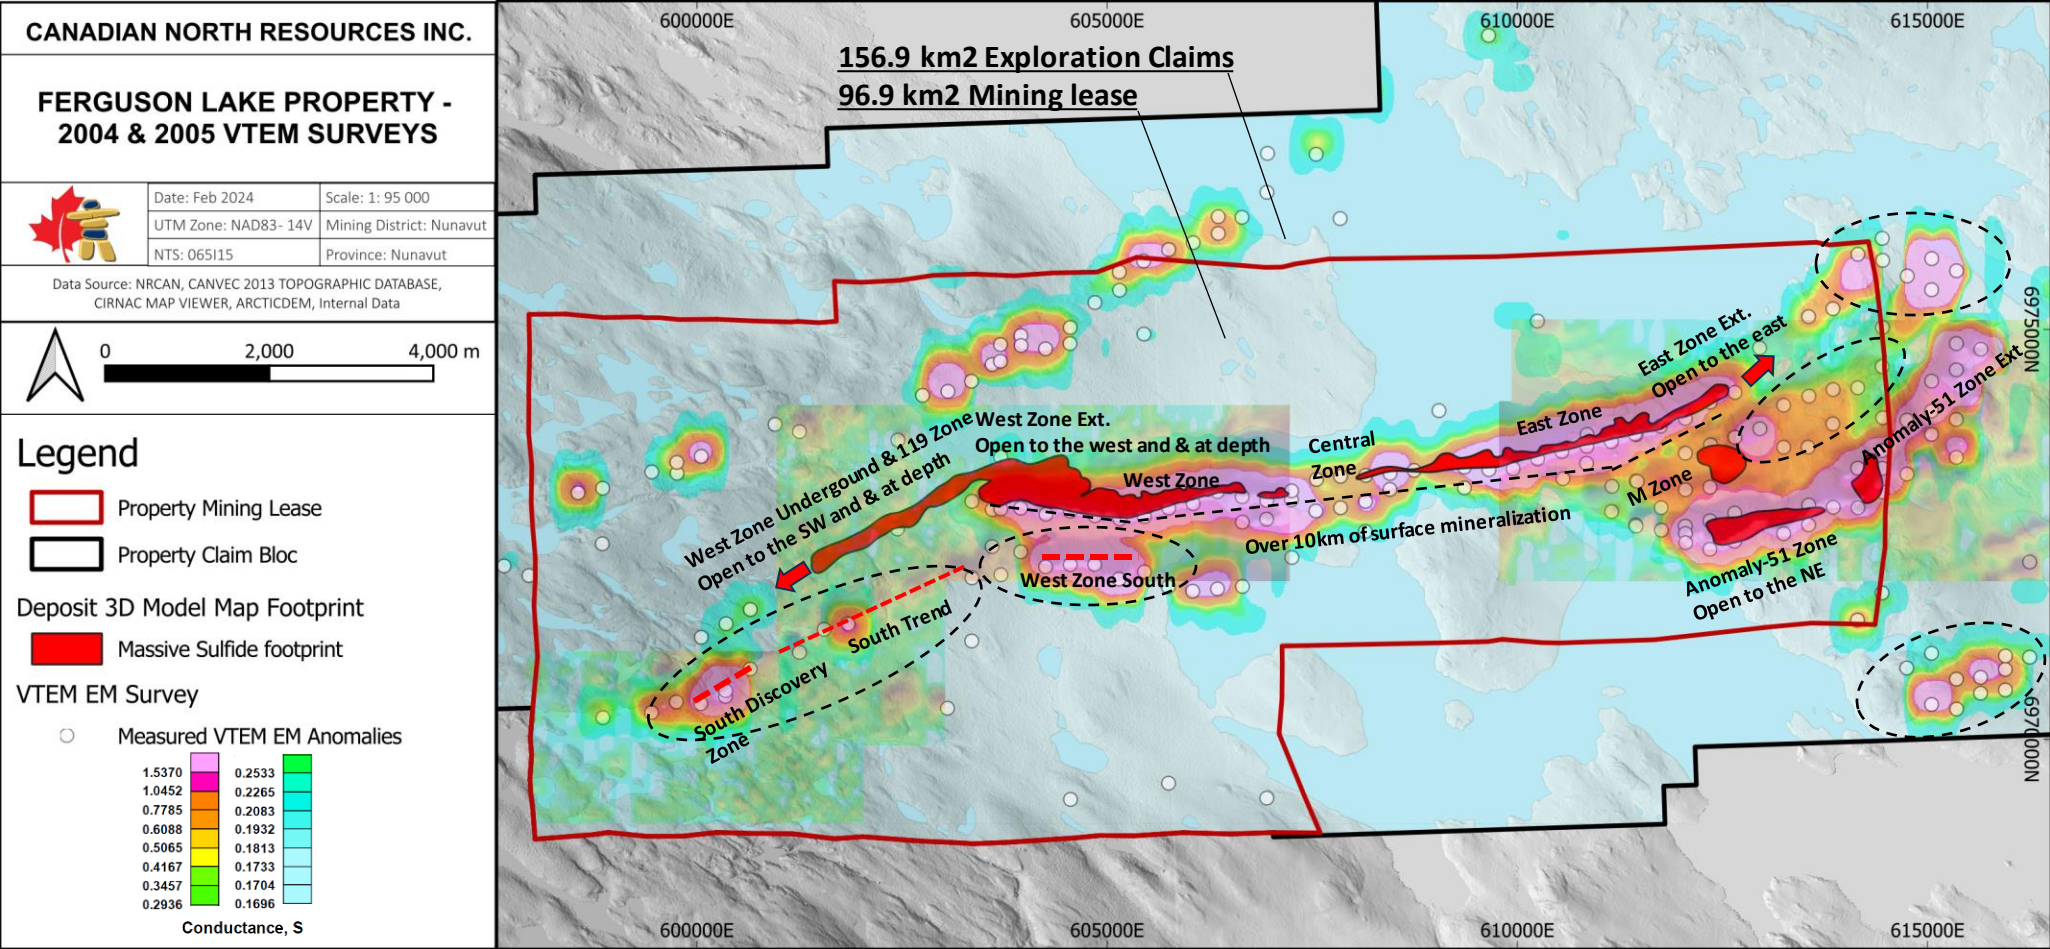 CANADIAN NORTH RESOURCES INC.
FERGUSON LAKE PROPERTY -
2004 & 2005 VTEM SURVEYS
Date: Feb 2024
Scale: 1: 95 000
UTM Zone: NAD83- 14V
Mining District: Nunavut
NTS: 065I15
Province: Nunavut
Data Source: NRCAN, CANVEC 2013 TOPOGRAPHIC DATABASE,
CIRNAC MAP VIEWER, ARCTICDEM, Internal Data
0
2,000
4,000 m
Legend
Property Mining Lease
Property Claim Bloc
Deposit 3D Model Map Footprint
Massive Sulfide footprint
VTEM EM Survey
Measured VTEM EM Anomalies
1.5370
1.0452
0.7785
0.6088
0.5065
0.4167
0.3457
0.2936
0.2533
0.2265
0.2083
0.1932
0.1813
0.1733
0.1704
0.1696
Conductance, S
600000E
605000E
610000E
615000E
156.9 km2 Exploration Claims
96.9 km2 Mining lease
6975000N
East Zone Ext.
Open to the east
Anomaly-51 Zone Ext.
West Zone Ext.
Open to the west and & at depth
West Zone Undergound & 119 Zone
Open to the SW and & at depth
West Zone
Central
Zone
East Zone
M Zone
Over 10km of surface mineralization
Anomaly-51 Zone
Open to the NE
West Zone South
South Trend
South Discovery
Zone
6970000N
600000E
605000E
610000E
615000E